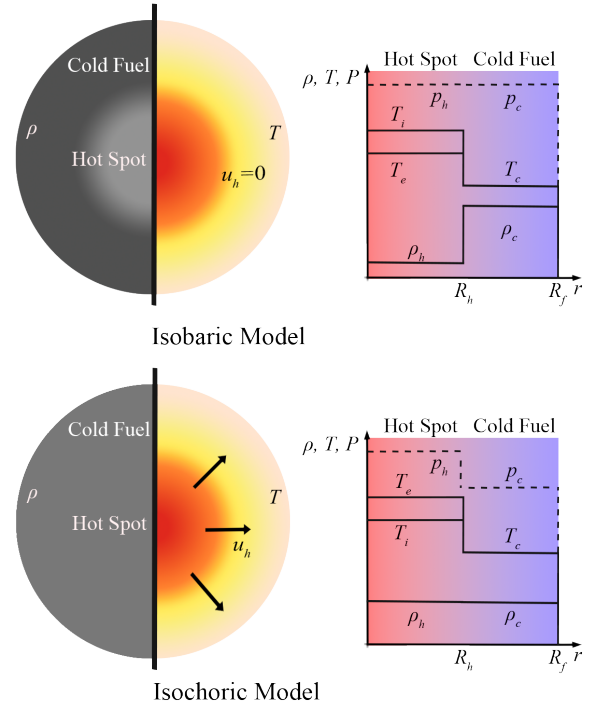 Cold Fuel
ρ
T
Hot Spot
u_h=0
Hot Spot Cold Fuel
ρ, T, P
p_h p_c
T_i
T_e T_c
ρ_c
ρ_h
R_h R_f r
Isobaric Model
Cold Fuel
ρ
T
Hot Spot
u_h
Hot Spot Cold Fuel
ρ, T, P
p_h p_c
T_e
T_i T_c
ρ_h ρ_c
R_h R_f r
Isochoric Model